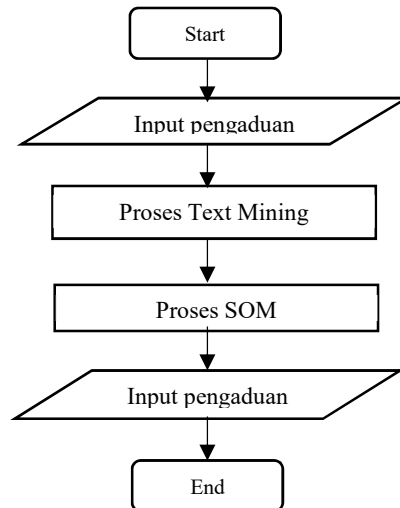 Start
Input pengaduan
Proses Text Mining
Proses SOM
Input pengaduan
End